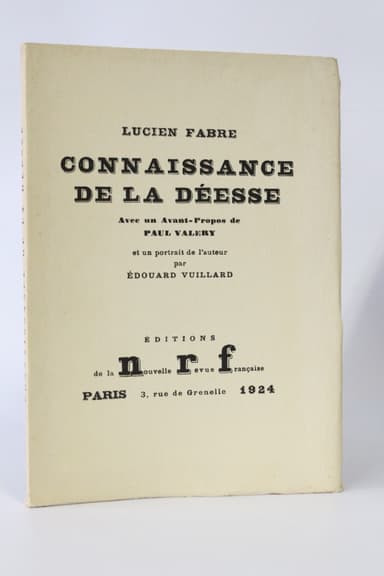 LUCIEN FABRE
CONNAISSANCE
DE LA DÉESSE
Avec un Avant-Propos de
PAUL VALERY
et un portrait de l'auteur
par
ÉDOUARD VUILLARD
ÉDITIONS
de la nouvelle revue française
PARIS 3, rue de Grenelle 1924